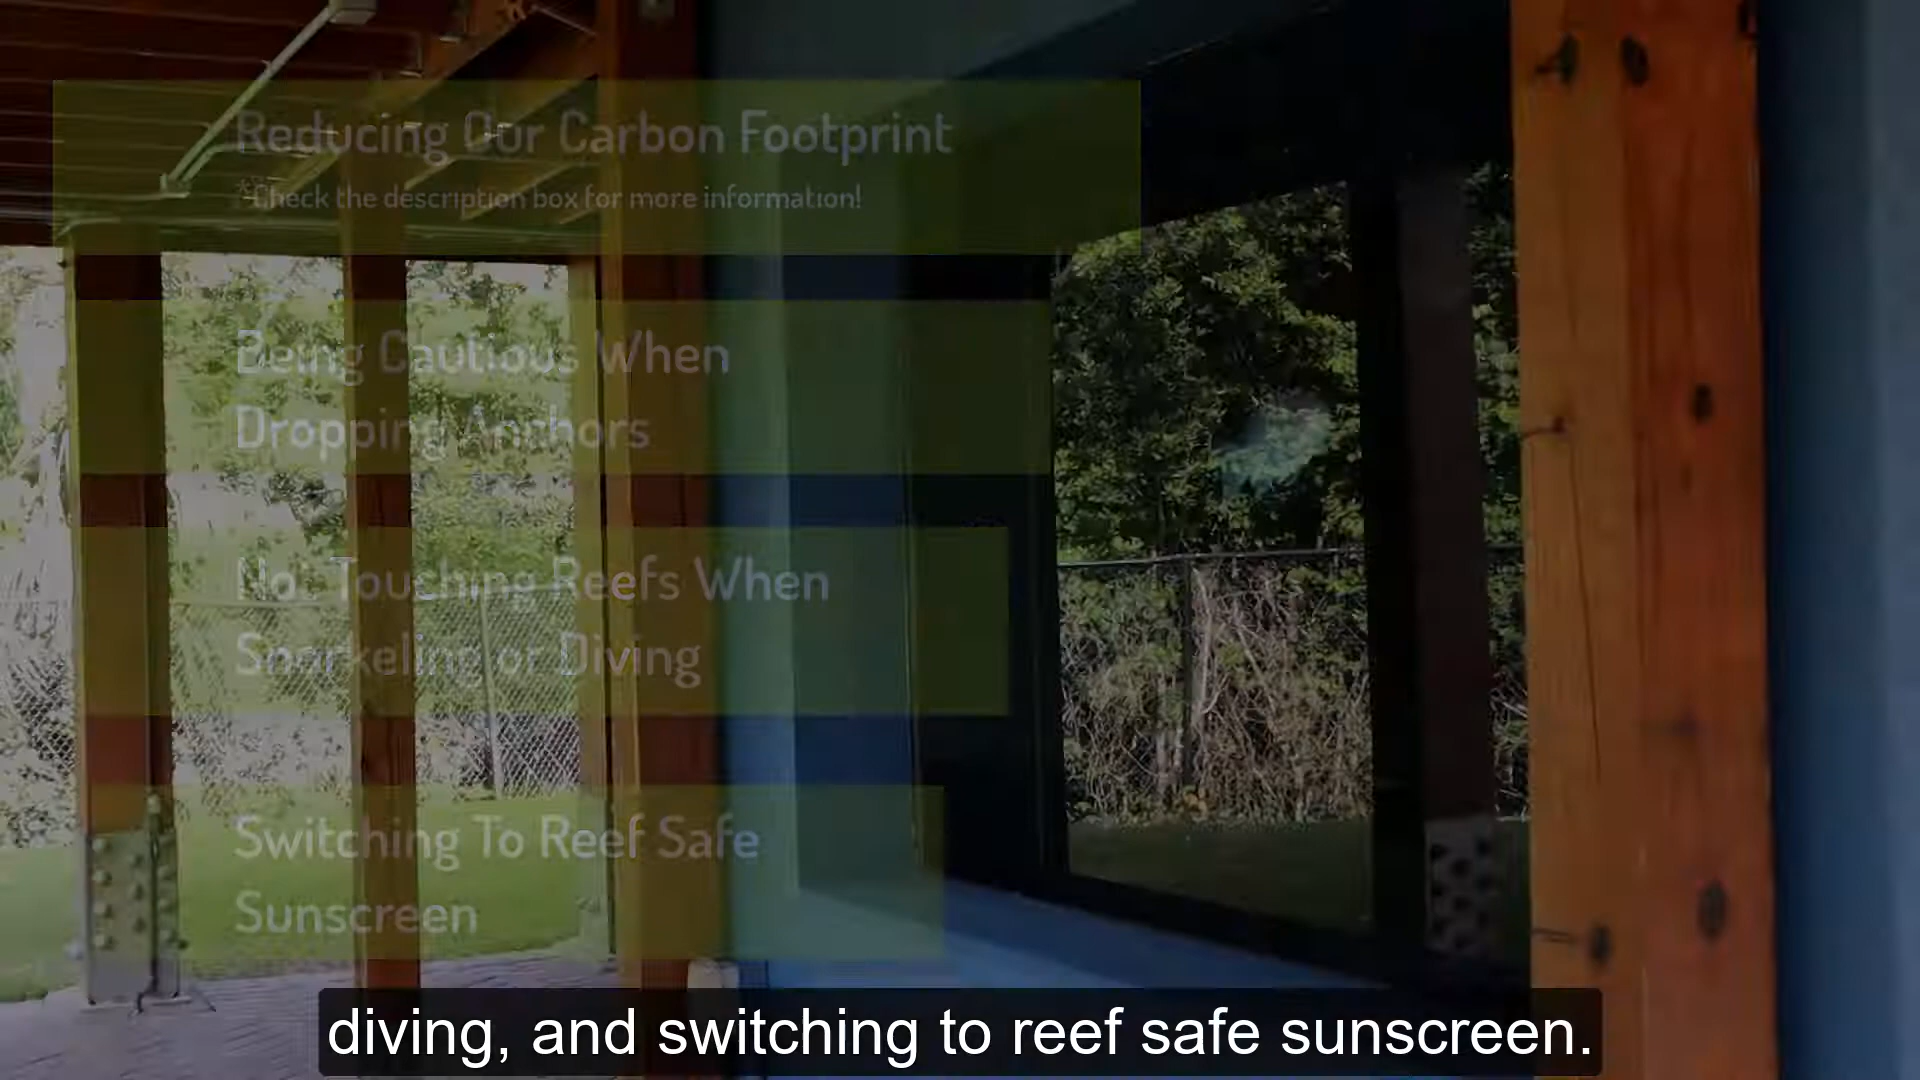 Reducing Our Carbon Footprint
*Check the description box for more information!
Being Cautious When
Dropping Anchors
Not Touching Reefs When
Snorkeling or Diving
Switching To Reef Safe
Sunscreen
diving, and switching to reef safe sunscreen.